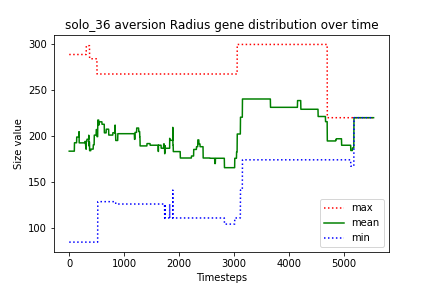 solo_36 aversion Radius gene distribution over time
Size value
300
250
200
150
100
0 1000 2000 3000 4000 5000
Timesteps
max
mean
min